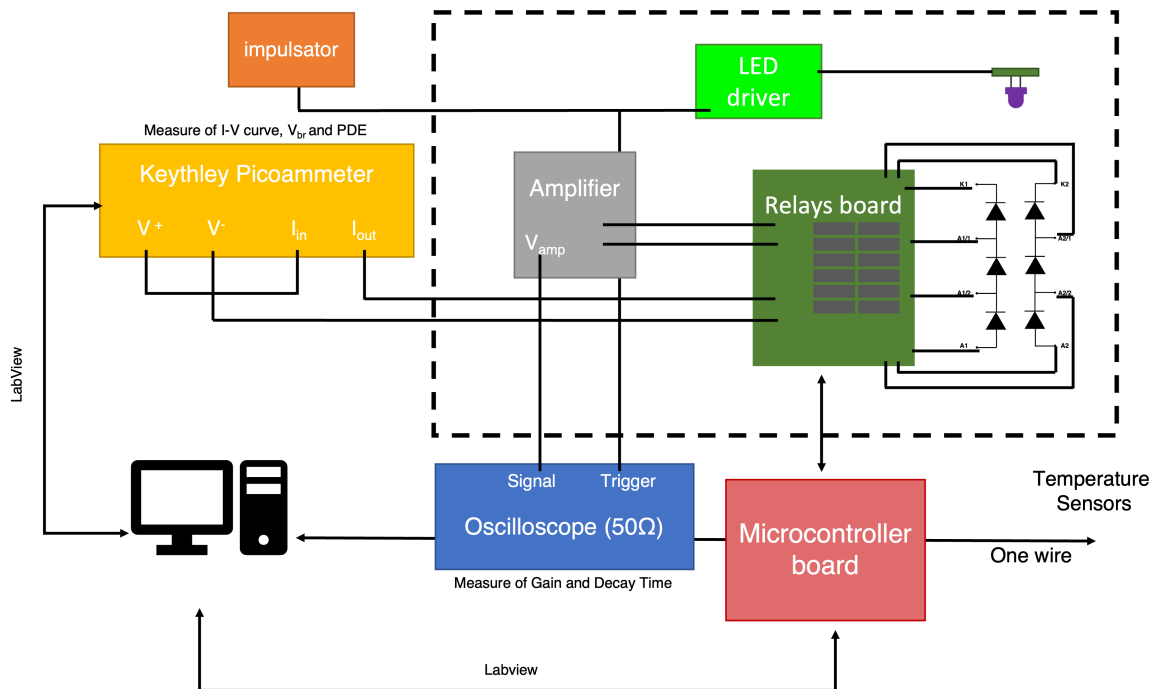 impulsator
LED
driver
Measure of I-V curve, Vbr and PDE
Keythley Picoammeter
V+ V- Iin Iout
Amplifier
Vamp
Relays board
K1
K2
A1/1
A2/1
A1/2
A2/2
A1
A2
LabView
Signal Trigger
Oscilloscope (50Ω)
Measure of Gain and Decay Time
Microcontroller
board
Temperature
Sensors
One wire
Labview